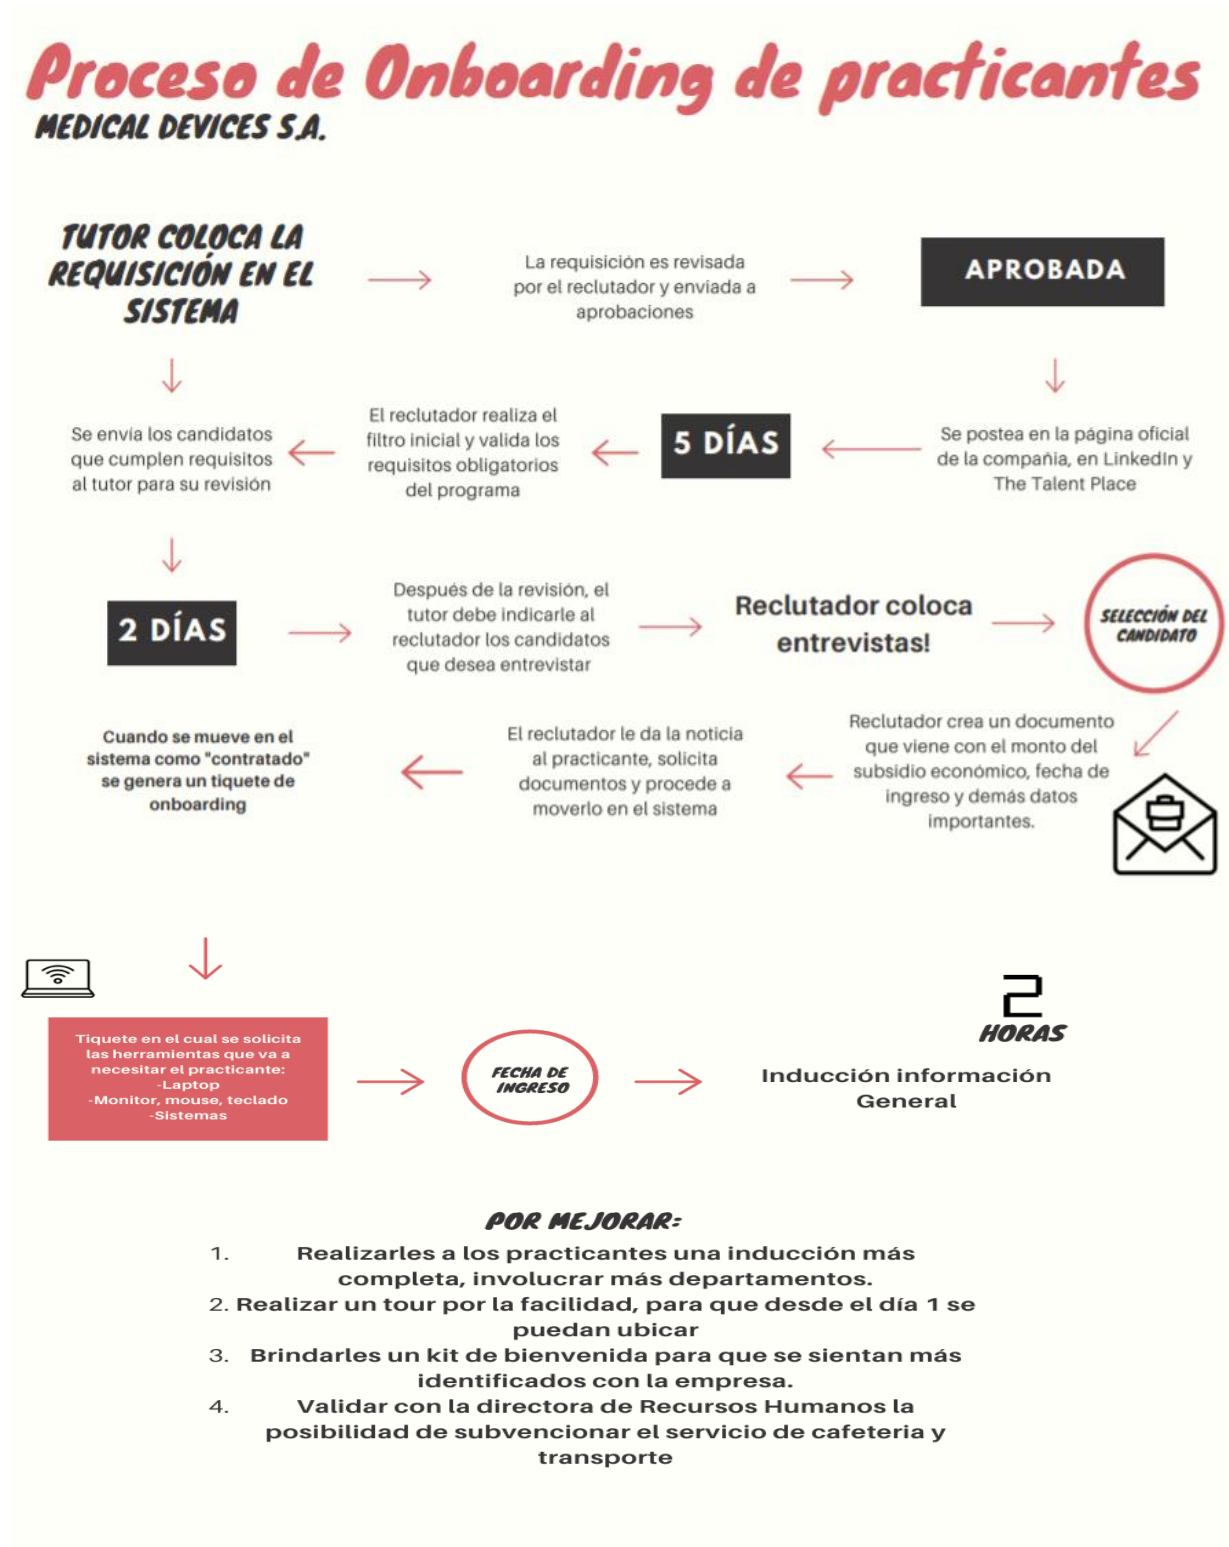 Proceso de Onboarding de practicantes
MEDICAL DEVICES S.A.
TUTOR COLOCA LA
REQUISICIÓN EN EL
SISTEMA
La requisición es revisada
por el reclutador y enviada a
aprobaciones
APROBADA
Se envía los candidatos
que cumplen requisitos
al tutor para su revisión
El reclutador realiza el
filtro inicial y valida los
requisitos obligatorios
del programa
5 DÍAS
Se postea en la página oficial
de la compañia, en LinkedIn y
The Talent Place
2 DÍAS
Después de la revisión, el
tutor debe indicarle al
reclutador los candidatos
que desea entrevistar
Reclutador coloca
entrevistas!
SELECCIÓN DEL
CANDIDATO
Cuando se mueve en el
sistema como "contratado"
se genera un tiquete de
onboarding
El reclutador le da la noticia
al practicante, solicita
documentos y procede a
moverlo en el sistema
Reclutador crea un documento
que viene con el monto del
subsidio económico, fecha de
ingreso y demás datos
importantes.
Tiquete en el cual se solicita
las herramientas que va a
necesitar el practicante:
-Laptop
-Monitor, mouse, teclado
-Sistemas
FECHA DE
INGRESO
2
HORAS
Inducción información
General
POR MEJORAR:
1. Realizarles a los practicantes una inducción más
completa, involucrar más departamentos.
2. Realizar un tour por la facilidad, para que desde el día 1 se
puedan ubicar
3. Brindarles un kit de bienvenida para que se sientan más
identificados con la empresa.
4. Validar con la directora de Recursos Humanos la
posibilidad de subvencionar el servicio de cafeteria y
transporte